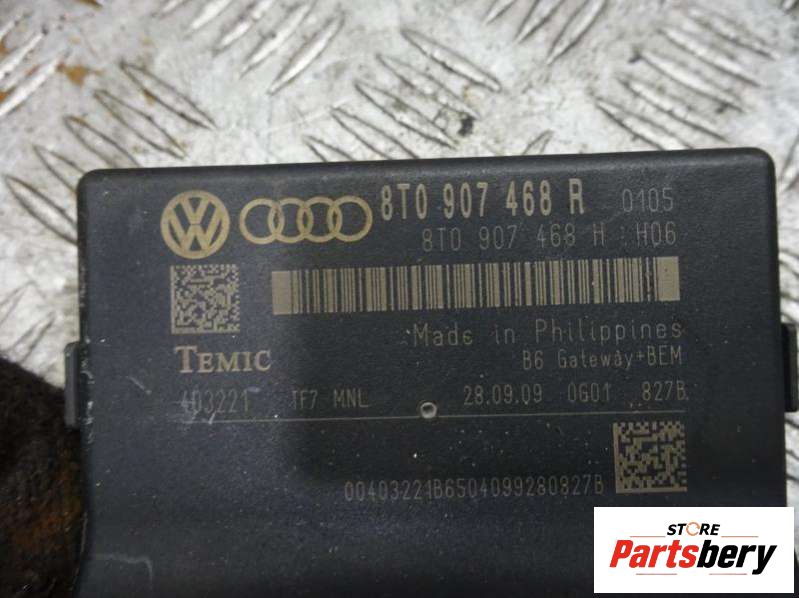 8T0 907 468 R 0105
8T0 907 468 H H06
TEMIC
Made in Philippines
B6 Gateway+BEM
403221 TF7 MNL 28.09.09 0G01 827B
00403221B6504099280827B
STORE
Partsbery